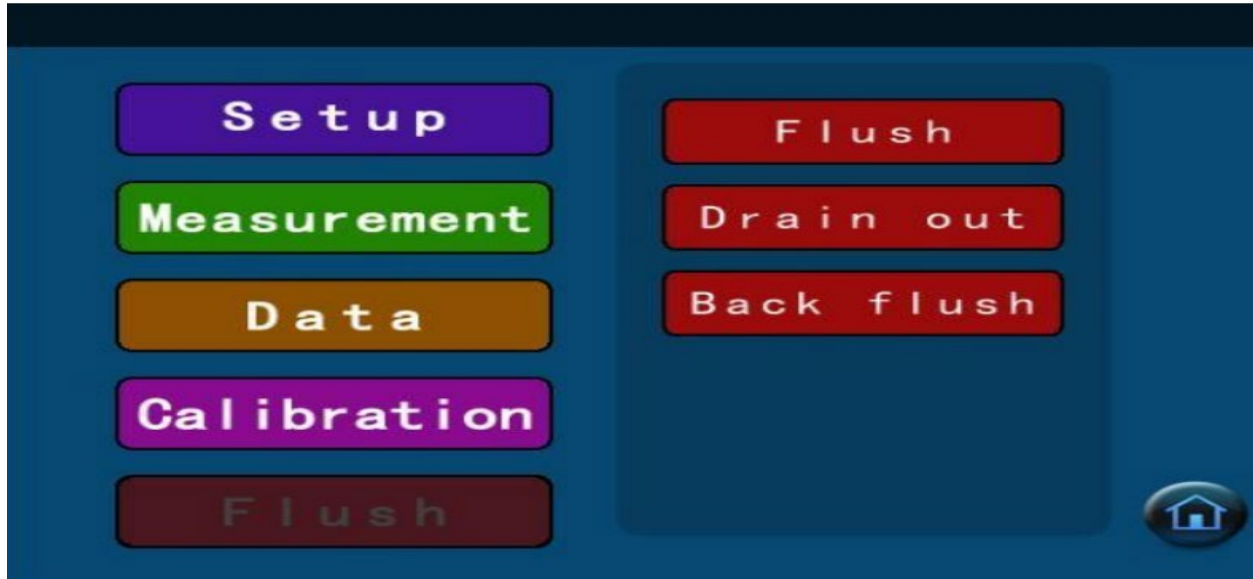 Setup
Measurement
Data
Calibration
Flush
Flush
Drain out
Back flush